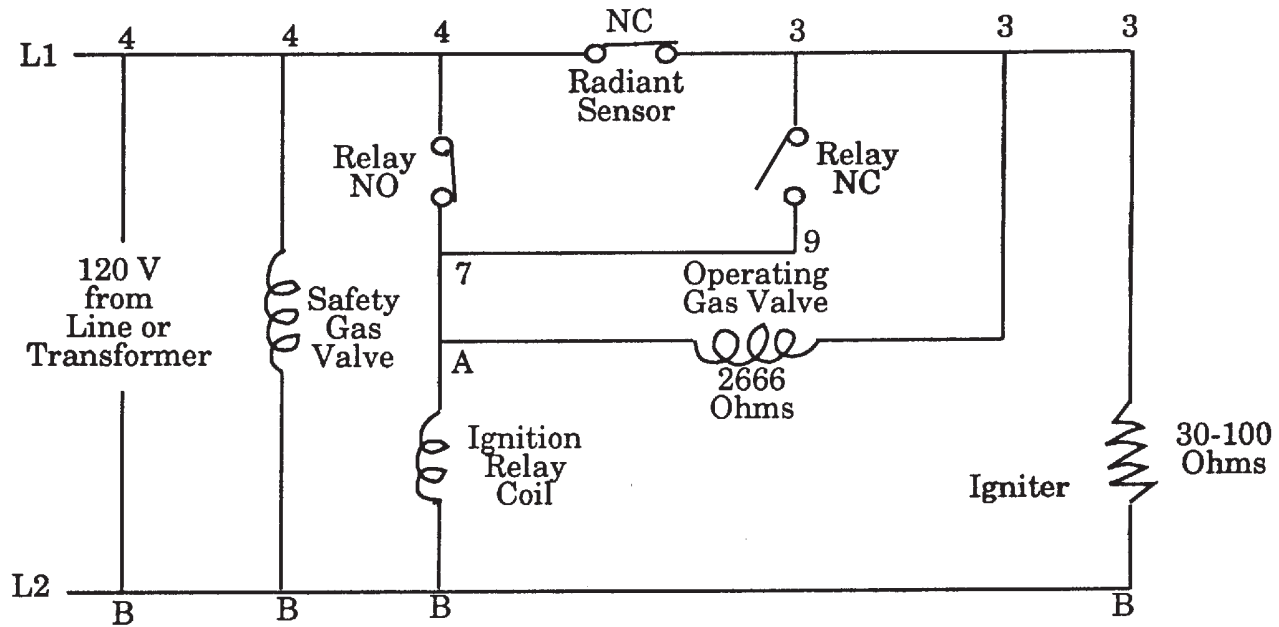 4
4
4
NC
3
3
3
L1
Radiant
Sensor
Relay
NO
Relay
NC
7
9
120 V
from
Line or
Transformer
Safety
Gas
Valve
Operating
Gas Valve
A
2666
Ohms
Ignition
Relay
Coil
Igniter
30-100
Ohms
L2
B
B
B
B